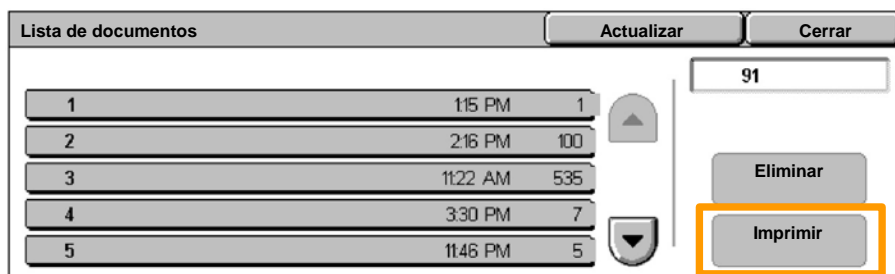 Lista de documentos Actualizar Cerrar
91
1 1:15 PM 1
2 2:16 PM 100
3 11:22 AM 535
4 3:30 PM 7
5 11:46 PM 5
Eliminar
Imprimir